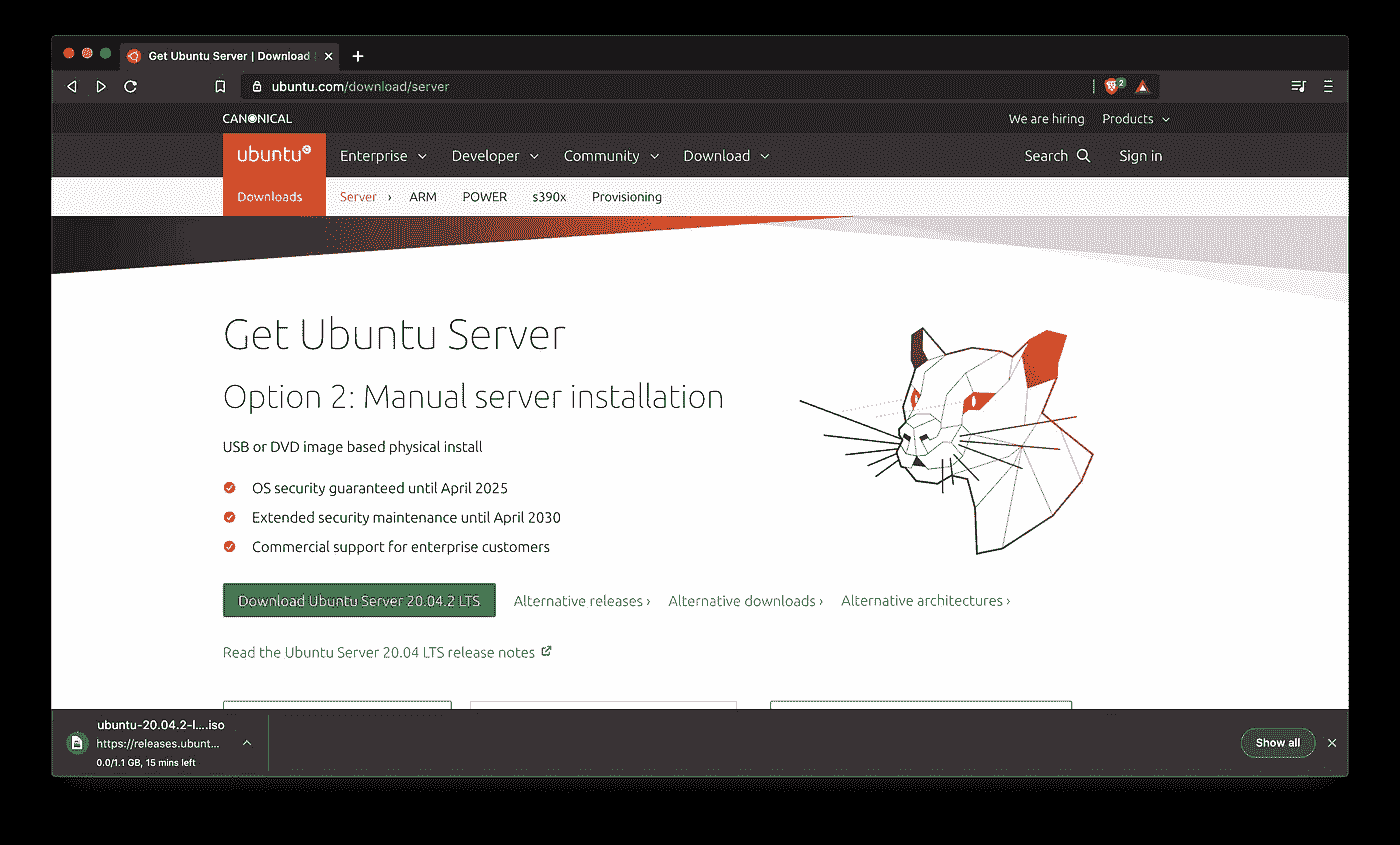 Get Ubuntu Server | Download
ubuntu.com/download/server
2
CANONICAL
We are hiring Products
ubuntu Enterprise Developer Community Download Search Sign in
Downloads Server › ARM POWER s390x Provisioning
Get Ubuntu Server
Option 2: Manual server installation
USB or DVD image based physical install
OS security guaranteed until April 2025
Extended security maintenance until April 2030
Commercial support for enterprise customers
Download Ubuntu Server 20.04.2 LTS Alternative releases › Alternative downloads › Alternative architectures ›
Read the Ubuntu Server 20.04 LTS release notes
ubuntu-20.04.2-l....iso
https://releases.ubunt...
0.0/1.1 GB, 15 mins left
Show all